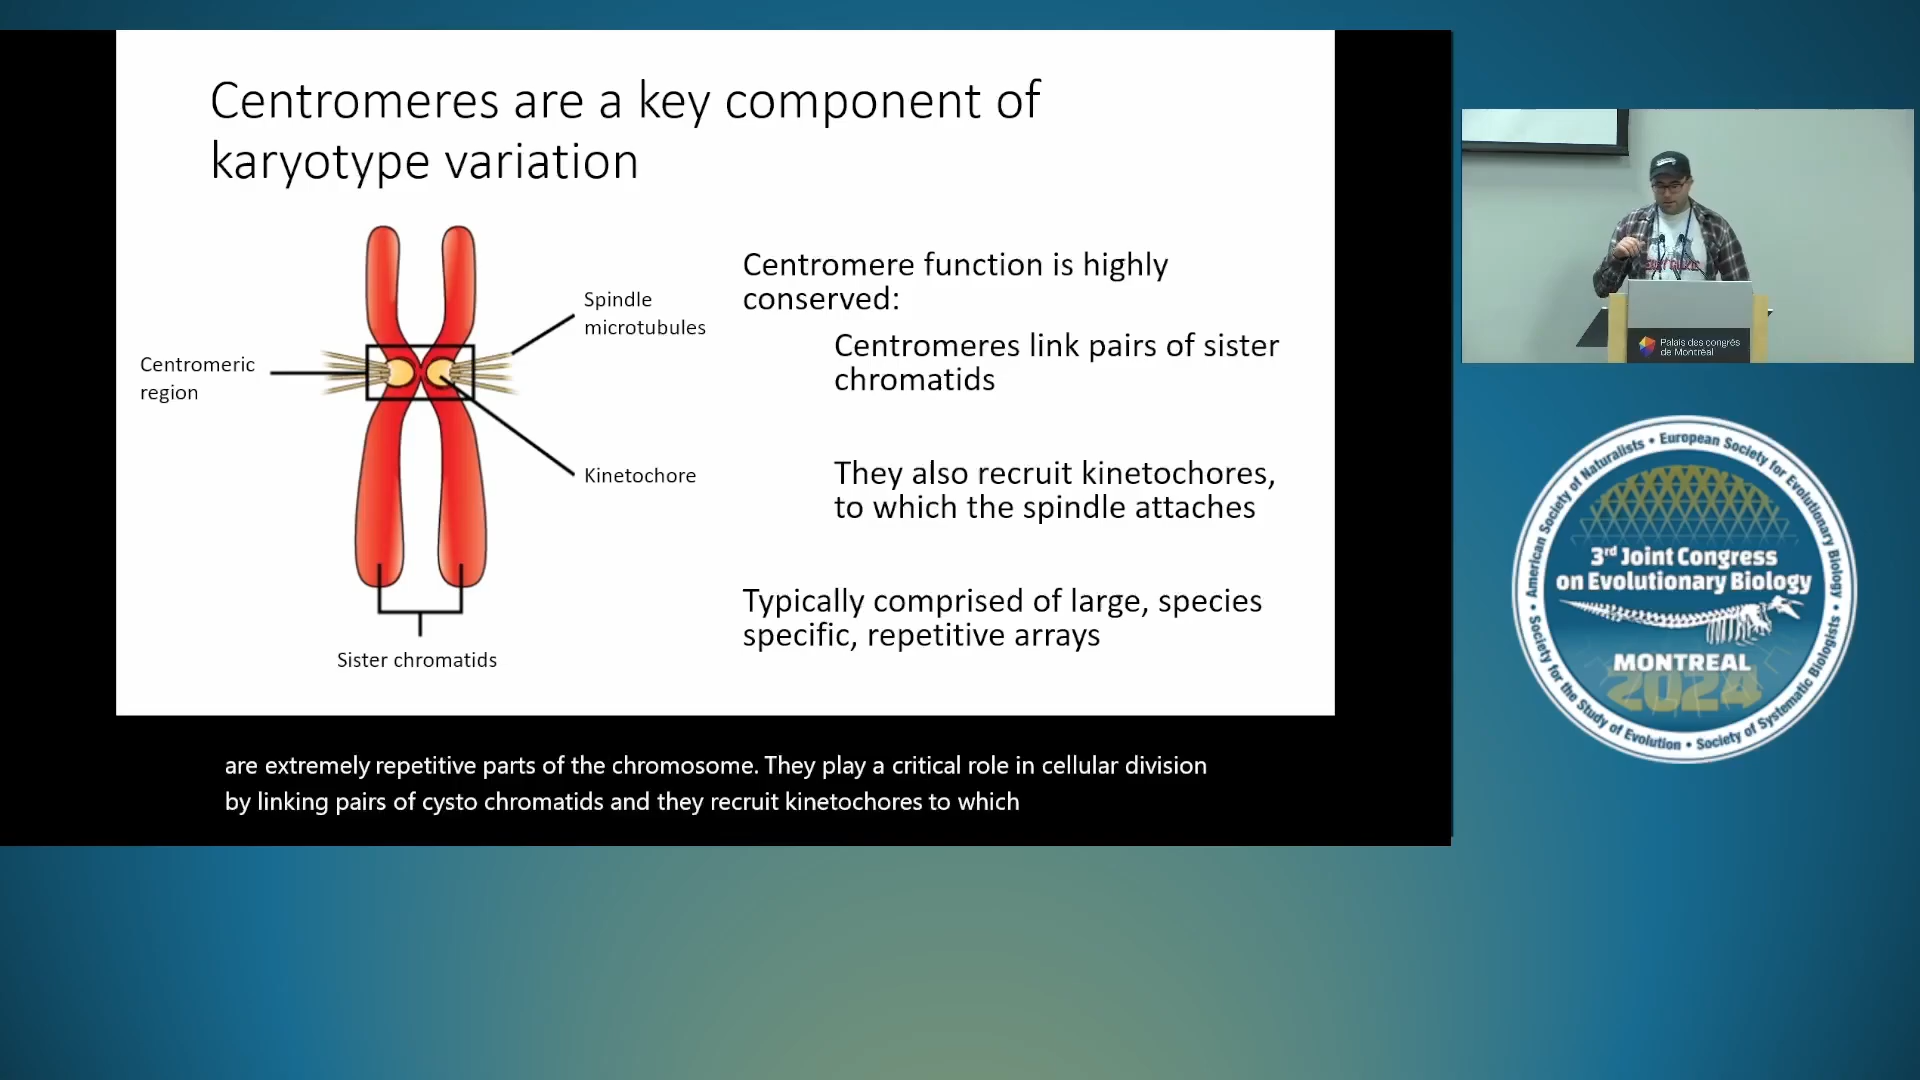 Centromeres are a key component of
karyotype variation
Spindle
microtubules
Centromeric
region
Kinetochore
Sister chromatids
Centromere function is highly
conserved:
Centromeres link pairs of sister
chromatids
They also recruit kinetochores,
to which the spindle attaches
Typically comprised of large, species
specific, repetitive arrays
are extremely repetitive parts of the chromosome. They play a critical role in cellular division
by linking pairs of cysto chromatids and they recruit kinetochores to which
Palais des congrès
de Montréal
American Society of Naturalists • European Society for Evolutionary Biology •
Society for the Study of Evolution • Society of Systematic Biologists •
3rd Joint Congress
on Evolutionary Biology
MONTREAL
2024